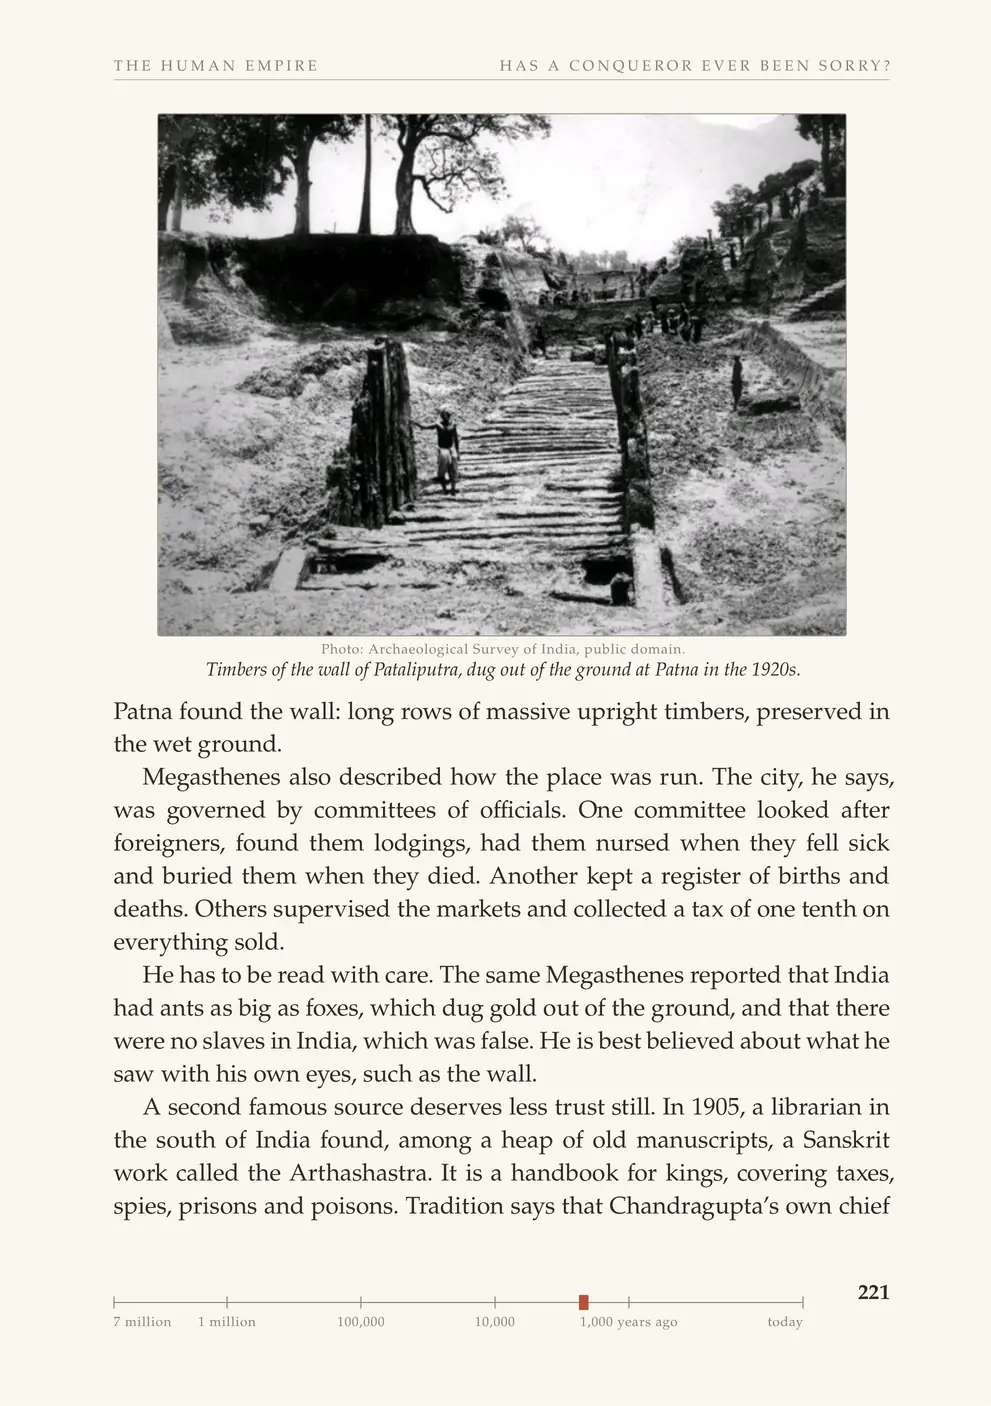 THE HUMAN EMPIRE
HAS A CONQUEROR EVER BEEN SORRY?
Photo: Archaeological Survey of India, public domain.
Timbers of the wall of Pataliputra, dug out of the ground at Patna in the 1920s.
Patna found the wall: long rows of massive upright timbers, preserved in
the wet ground.
Megasthenes also described how the place was run. The city, he says,
was governed by committees of officials. One committee looked after
foreigners, found them lodgings, had them nursed when they fell sick
and buried them when they died. Another kept a register of births and
deaths. Others supervised the markets and collected a tax of one tenth on
everything sold.
He has to be read with care. The same Megasthenes reported that India
had ants as big as foxes, which dug gold out of the ground, and that there
were no slaves in India, which was false. He is best believed about what he
saw with his own eyes, such as the wall.
A second famous source deserves less trust still. In 1905, a librarian in
the south of India found, among a heap of old manuscripts, a Sanskrit
work called the Arthashastra. It is a handbook for kings, covering taxes,
spies, prisons and poisons. Tradition says that Chandragupta’s own chief
221
7 million 1 million 100,000 10,000 1,000 years ago today